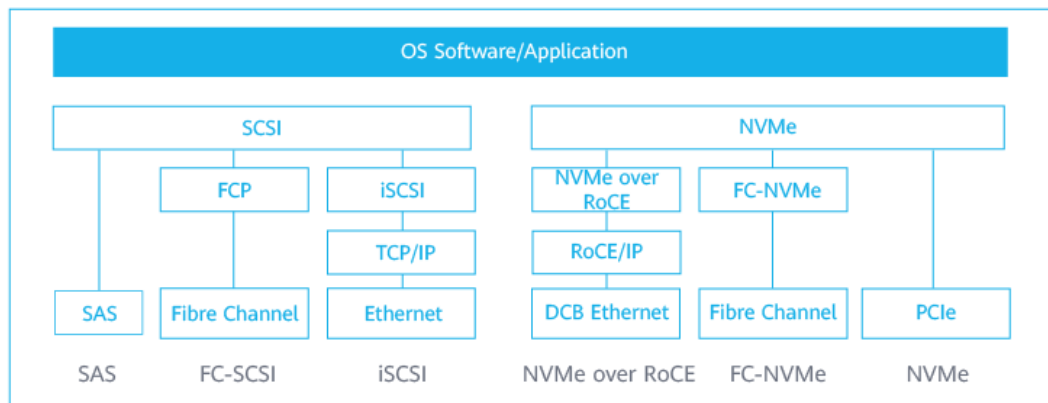 OS Software/Application
SCSI
NVMe
FCP
iSCSI
NVMe over
RoCE
FC-NVMe
TCP/IP
RoCE/IP
SAS
Fibre Channel
Ethernet
DCB Ethernet
Fibre Channel
PCIe
SAS
FC-SCSI
iSCSI
NVMe over RoCE
FC-NVMe
NVMe